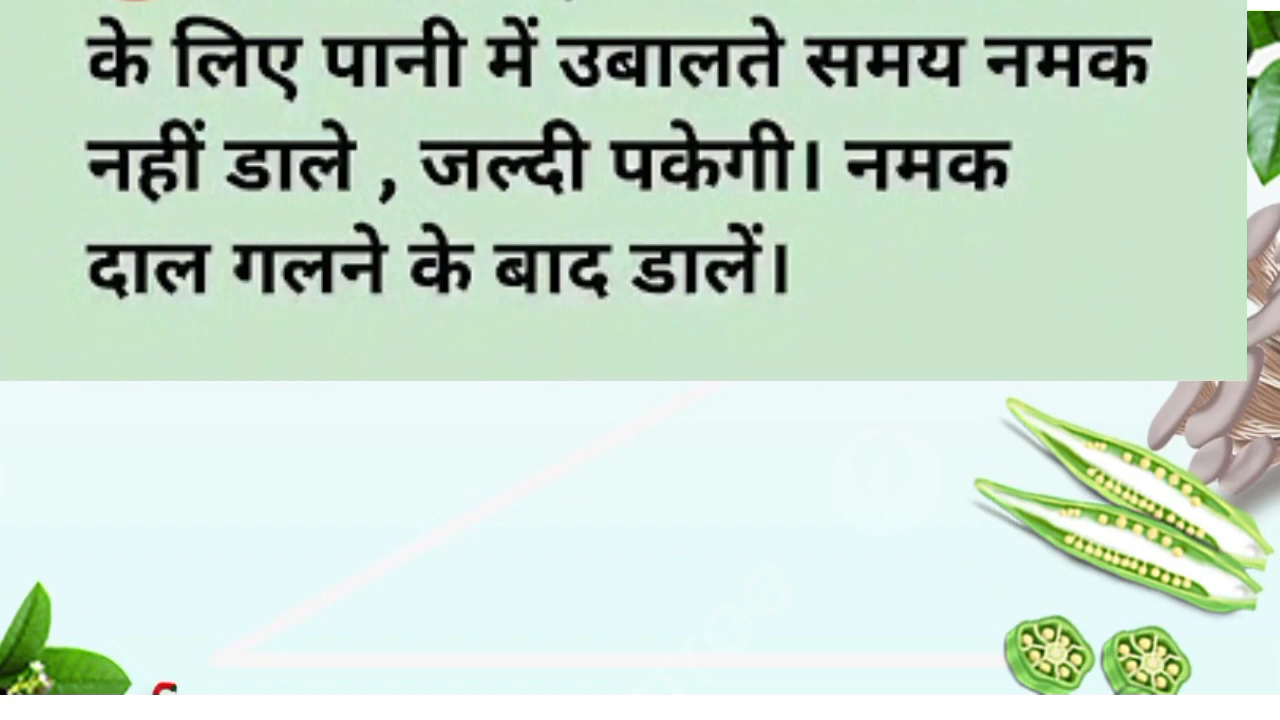 के लिए पानी में उबालते समय नमक
नहीं डाले , जल्दी पकेगी। नमक
दाल गलने के बाद डालें।